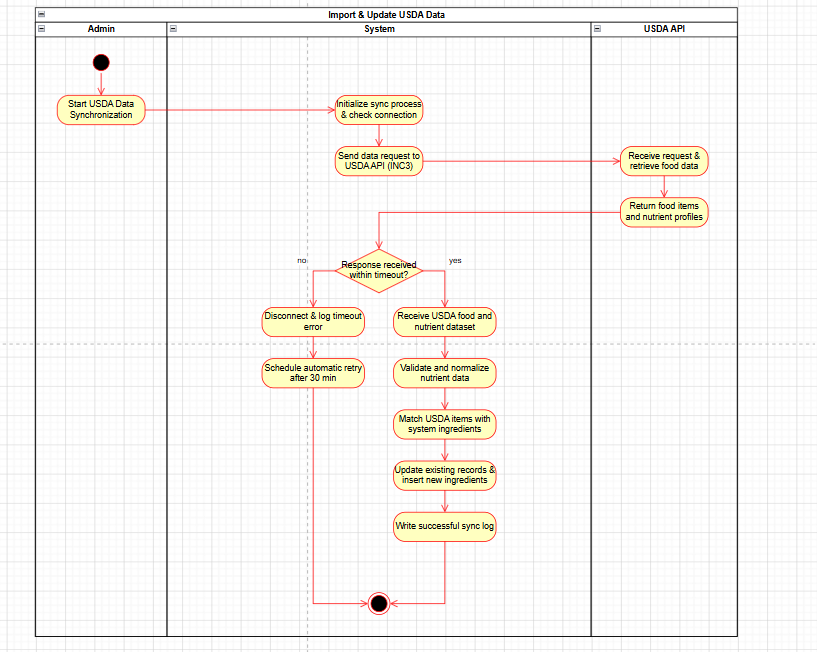 Import & Update USDA Data
Admin
System
USDA API
Start USDA Data
Synchronization
Initialize sync process
& check connection
Send data request to
USDA API (INC3)
Receive request &
retrieve food data
Return food items
and nutrient profiles
Response received
within timeout?
no
yes
Disconnect & log timeout
error
Receive USDA food and
nutrient dataset
Schedule automatic retry
after 30 min
Validate and normalize
nutrient data
Match USDA items with
system ingredients
Update existing records &
insert new ingredients
Write successful sync log